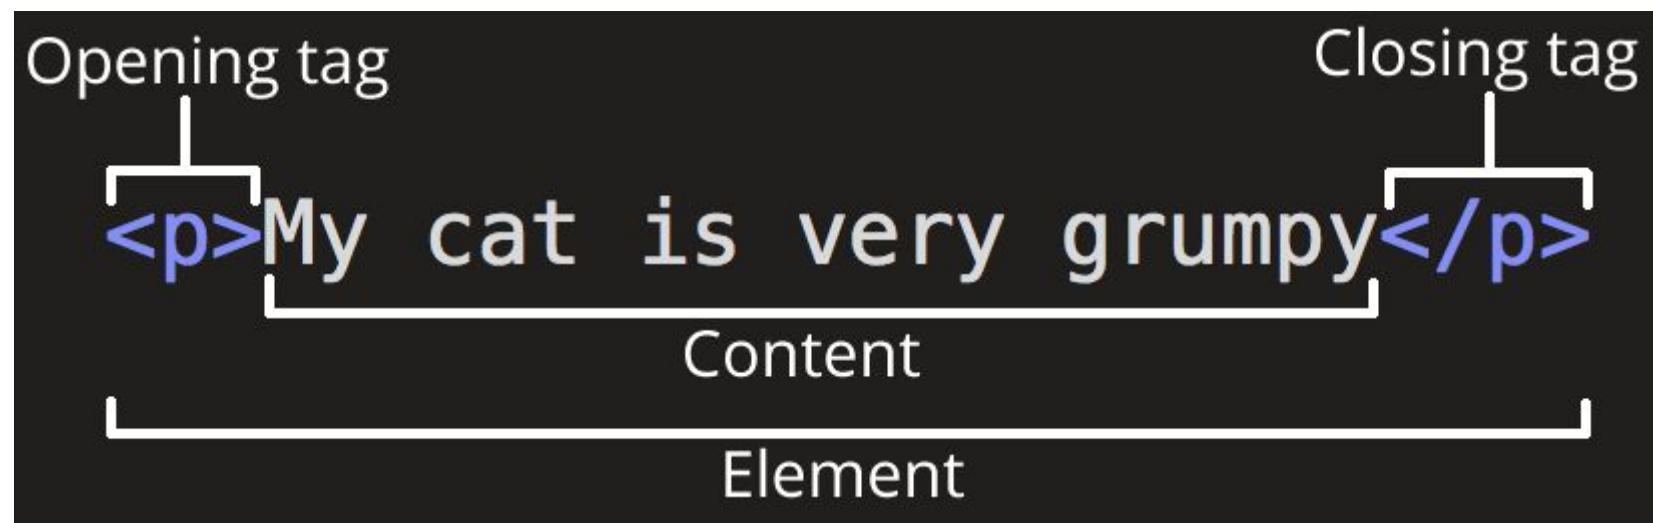 Opening tag
Closing tag
<p>My cat is very grumpy</p>
Content
Element